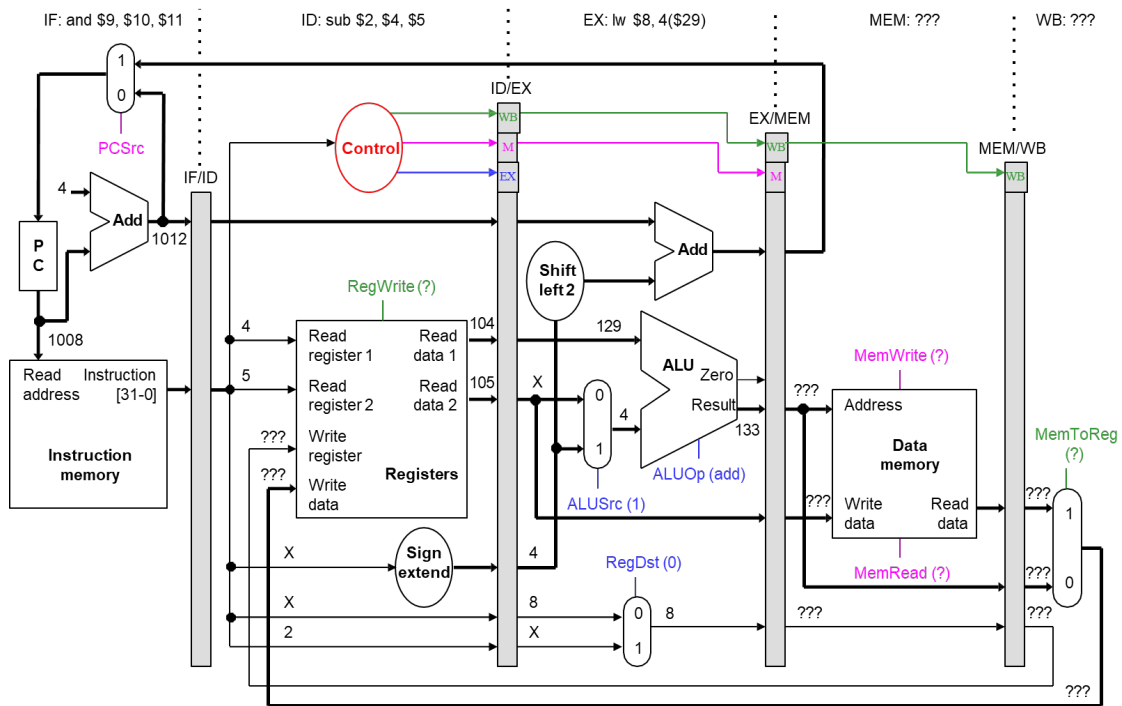 IF: and $9, $10, $11
ID: sub $2, $4, $5
EX: lw $8, 4($29)
MEM: ???
WB: ???
1
0
PCSrc
4
Add
1012
P
C
1008
Read
address
Instruction
[31-0]
Instruction
memory
IF/ID
Control
ID/EX
WB
M
EX
EX/MEM
WB
M
MEM/WB
WB
Shift
left 2
Add
RegWrite (?)
4
5
???
???
Read
register 1
Read
register 2
Write
register
Write
data
Read
data 1
Read
data 2
Registers
104
105
129
X
0
1
4
ALUSrc (1)
ALU
Zero
Result
133
ALUOp (add)
MemWrite (?)
???
???
Address
Data
memory
Write
data
Read
data
MemRead (?)
MemToReg
(?)
???
???
1
0
X
Sign
extend
4
RegDst (0)
X
8
0
1
8
???
???
2
X
???